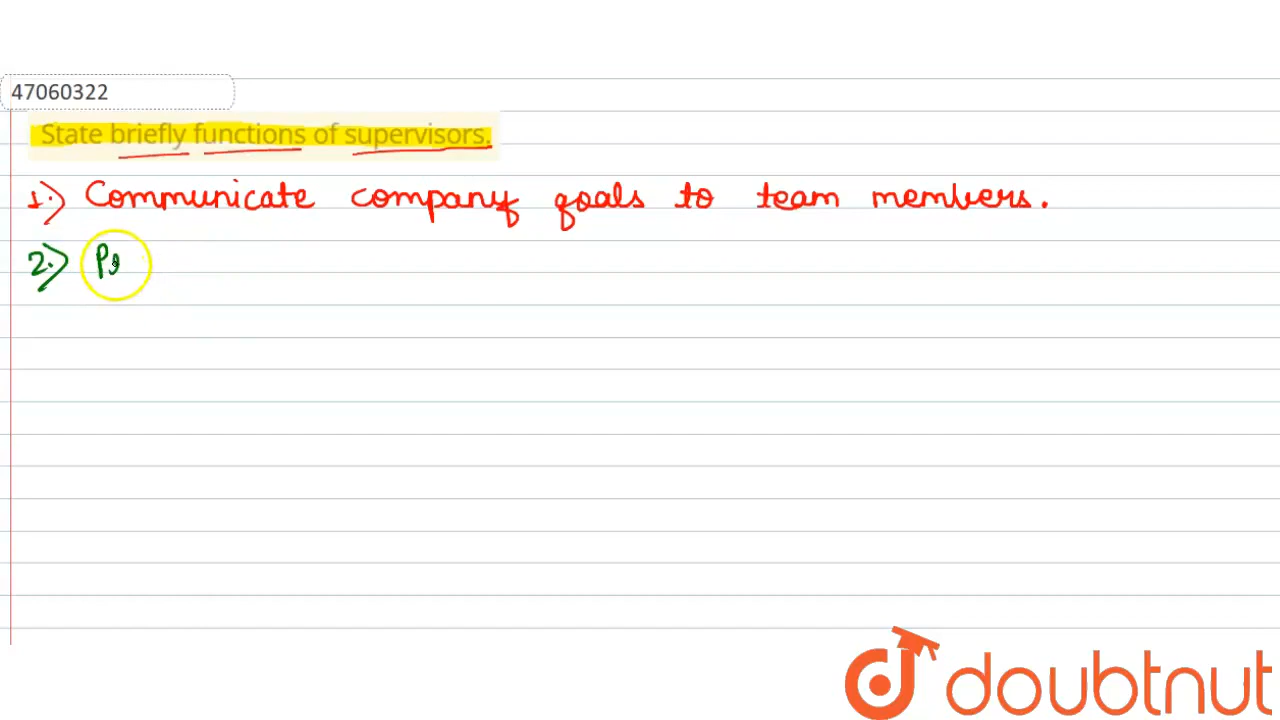 47060322
State briefly functions of supervisors.
1.) Communicate company goals to team members.
2.)
doubtnut